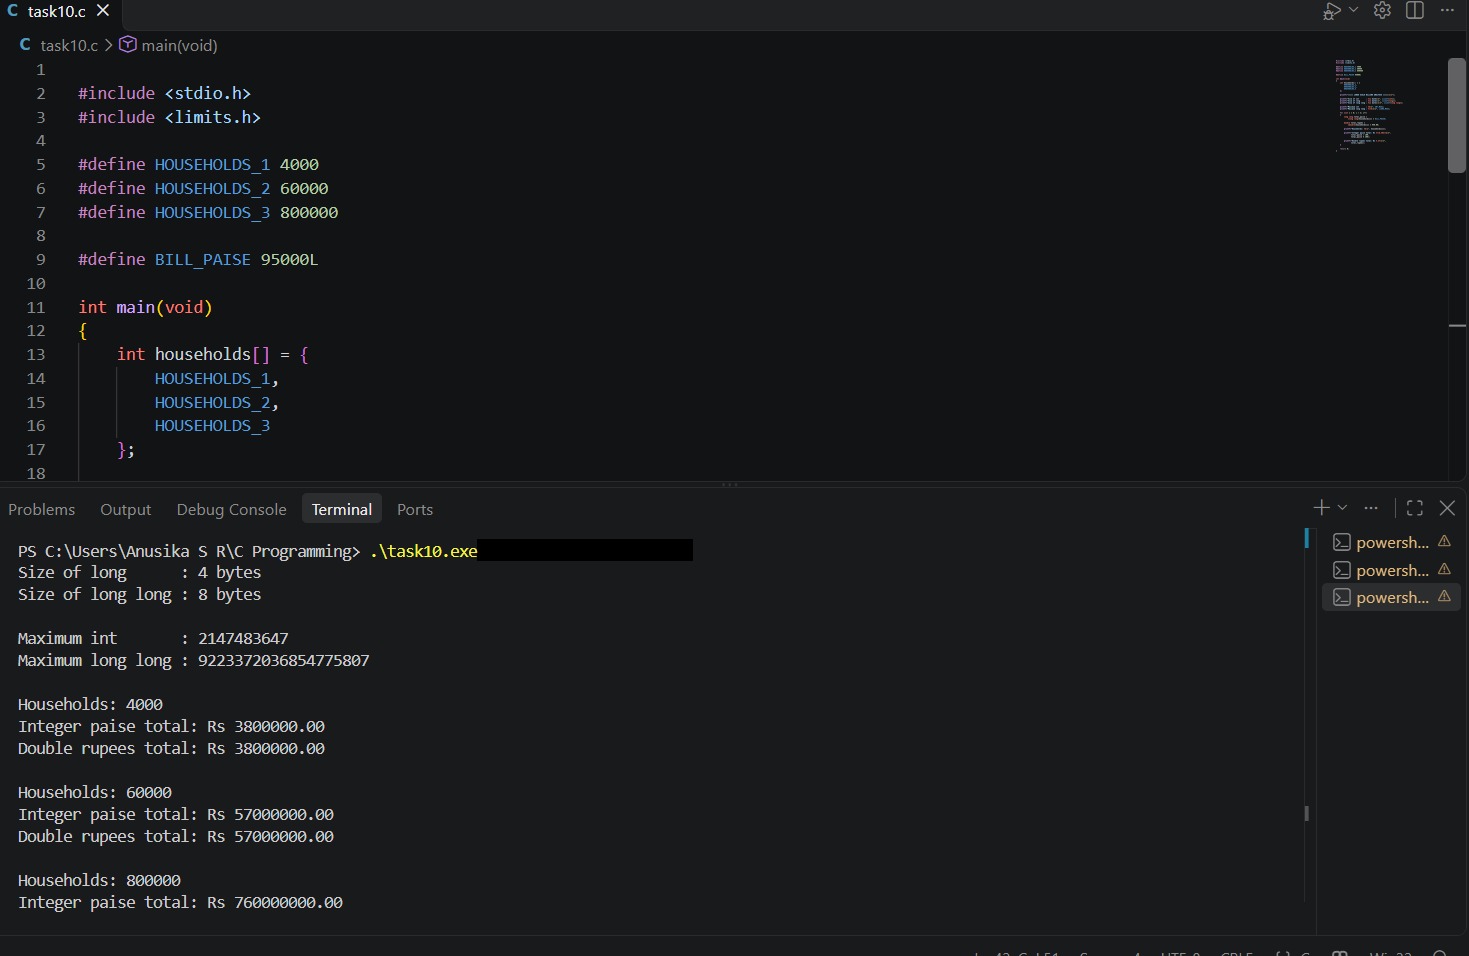 C task10.c ×
C task10.c > main(void)
1
2 #include <stdio.h>
3 #include <limits.h>
4
5 #define HOUSEHOLDS_1 4000
6 #define HOUSEHOLDS_2 60000
7 #define HOUSEHOLDS_3 800000
8
9 #define BILL_PAISE 95000L
10
11 int main(void)
12 {
13 int households[] = {
14 HOUSEHOLDS_1,
15 HOUSEHOLDS_2,
16 HOUSEHOLDS_3
17 };
18
Problems Output Debug Console Terminal Ports
PS C:\Users\Anusika S R\C Programming> .\task10.exe
Size of long : 4 bytes
Size of long long : 8 bytes
Maximum int : 2147483647
Maximum long long : 9223372036854775807
Households: 4000
Integer paise total: Rs 3800000.00
Double rupees total: Rs 3800000.00
Households: 60000
Integer paise total: Rs 57000000.00
Double rupees total: Rs 57000000.00
Households: 800000
Integer paise total: Rs 760000000.00
powersh...
powersh...
powersh...